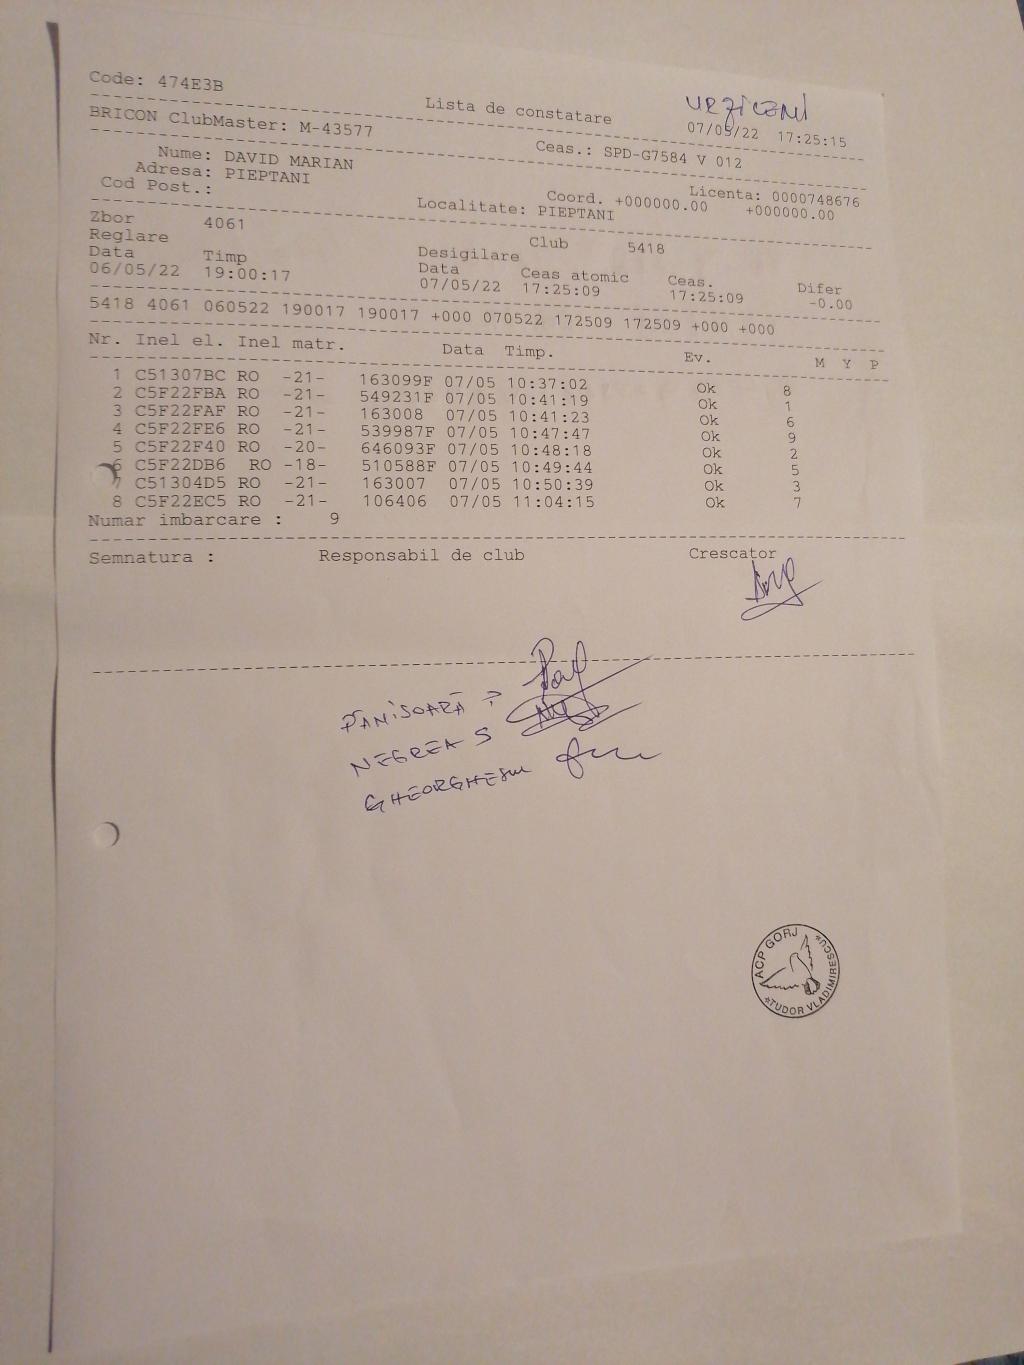 Code: 474E3B
Lista de constatare
URZICENI
BRICON ClubMaster: M-43577
07/05/22 17:25:15
Ceas.: SPD-G7584 V 012
Nume: DAVID MARIAN
Licenta: 0000748676
Adresa: PIEPTANI
Coord. +000000.00 +000000.00
Cod Post.:
Localitate: PIEPTANI
Zbor 4061
Club 5418
Reglare
Desigilare
Data Timp
Data Ceas atomic Ceas. Difer
06/05/22 19:00:17
07/05/22 17:25:09 17:25:09 -0.00
5418 4061 060522 190017 190017 +000 070522 172509 172509 +000 +000
Nr. Inel el. Inel matr. Data Timp. Ev. M Y P
1 C51307BC RO -21- 163099F 07/05 10:37:02 Ok 8
2 C5F22FBA RO -21- 549231F 07/05 10:41:19 Ok 1
3 C5F22FAF RO -21- 163008 07/05 10:41:23 Ok 6
4 C5F22FE6 RO -21- 539987F 07/05 10:47:47 Ok 9
5 C5F22F40 RO -20- 646093F 07/05 10:48:18 Ok 2
6 C5F22DB6 RO -18- 510588F 07/05 10:49:44 Ok 5
7 C51304D5 RO -21- 163007 07/05 10:50:39 Ok 3
8 C5F22EC5 RO -21- 106406 07/05 11:04:15 Ok 7
Numar imbarcare : 9
Semnatura : Responsabil de club Crescator
PĂNIȘOARĂ P
NEGREA S
GHEORGHESCU
ACP GORJ
*TUDOR VLADIMIRESCU*